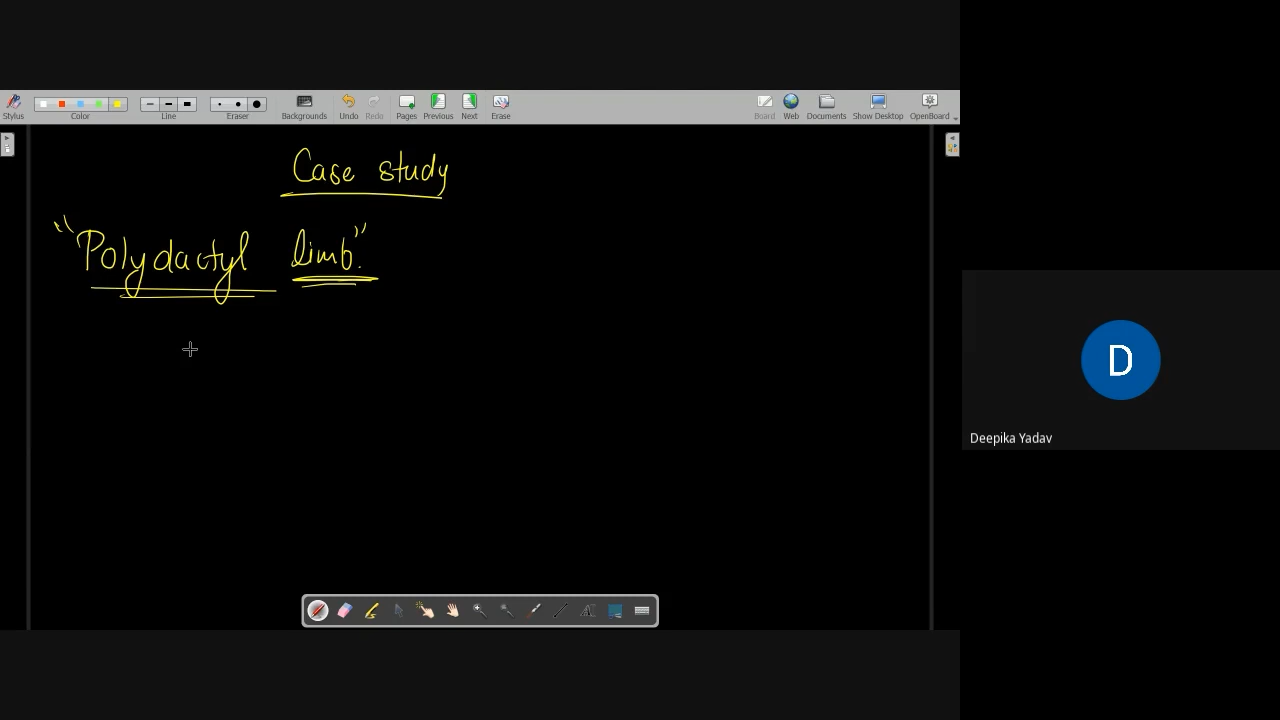 Stylus
Color
Line
Eraser
Backgrounds
Undo
Redo
Pages
Previous
Next
Erase
Board
Web
Documents
Show Desktop
OpenBoard
Case study
"Polydactyl limb."
D
Deepika Yadav